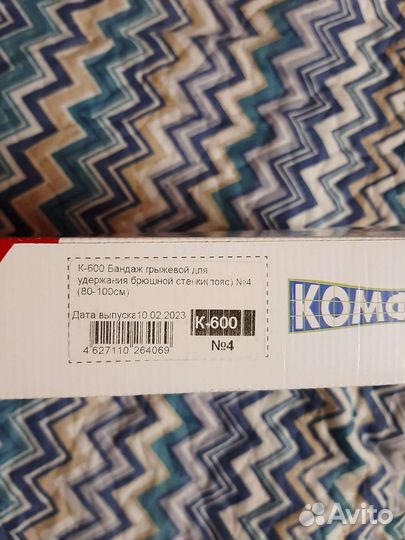 К-600 Бандаж грыжевой для
удержания брюшной стенки(пояс) №4
(80-100см)
Дата выпуска10.02.2023
К-600
4 627110 264069
№4
КОМФ
Avito